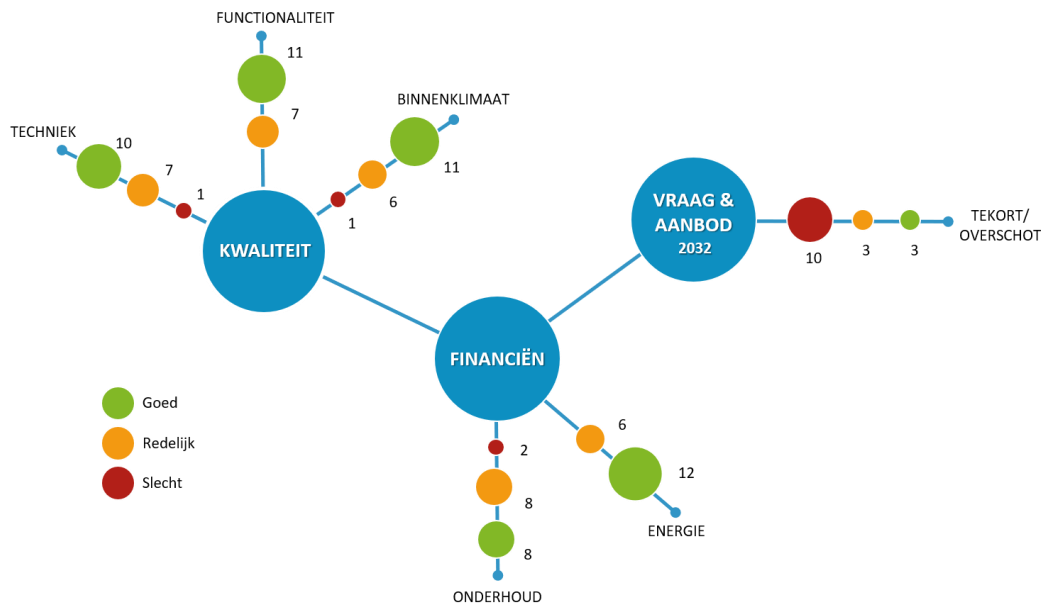 FUNCTIONALITEIT
11
7
BINNENKLIMAAT
11
6
1
TECHNIEK
10
7
1
KWALITEIT
VRAAG &
AANBOD
2032
10
3
3
TEKORT/
OVERSCHOT
FINANCIËN
6
12
ENERGIE
2
8
8
ONDERHOUD
Goed
Redelijk
Slecht